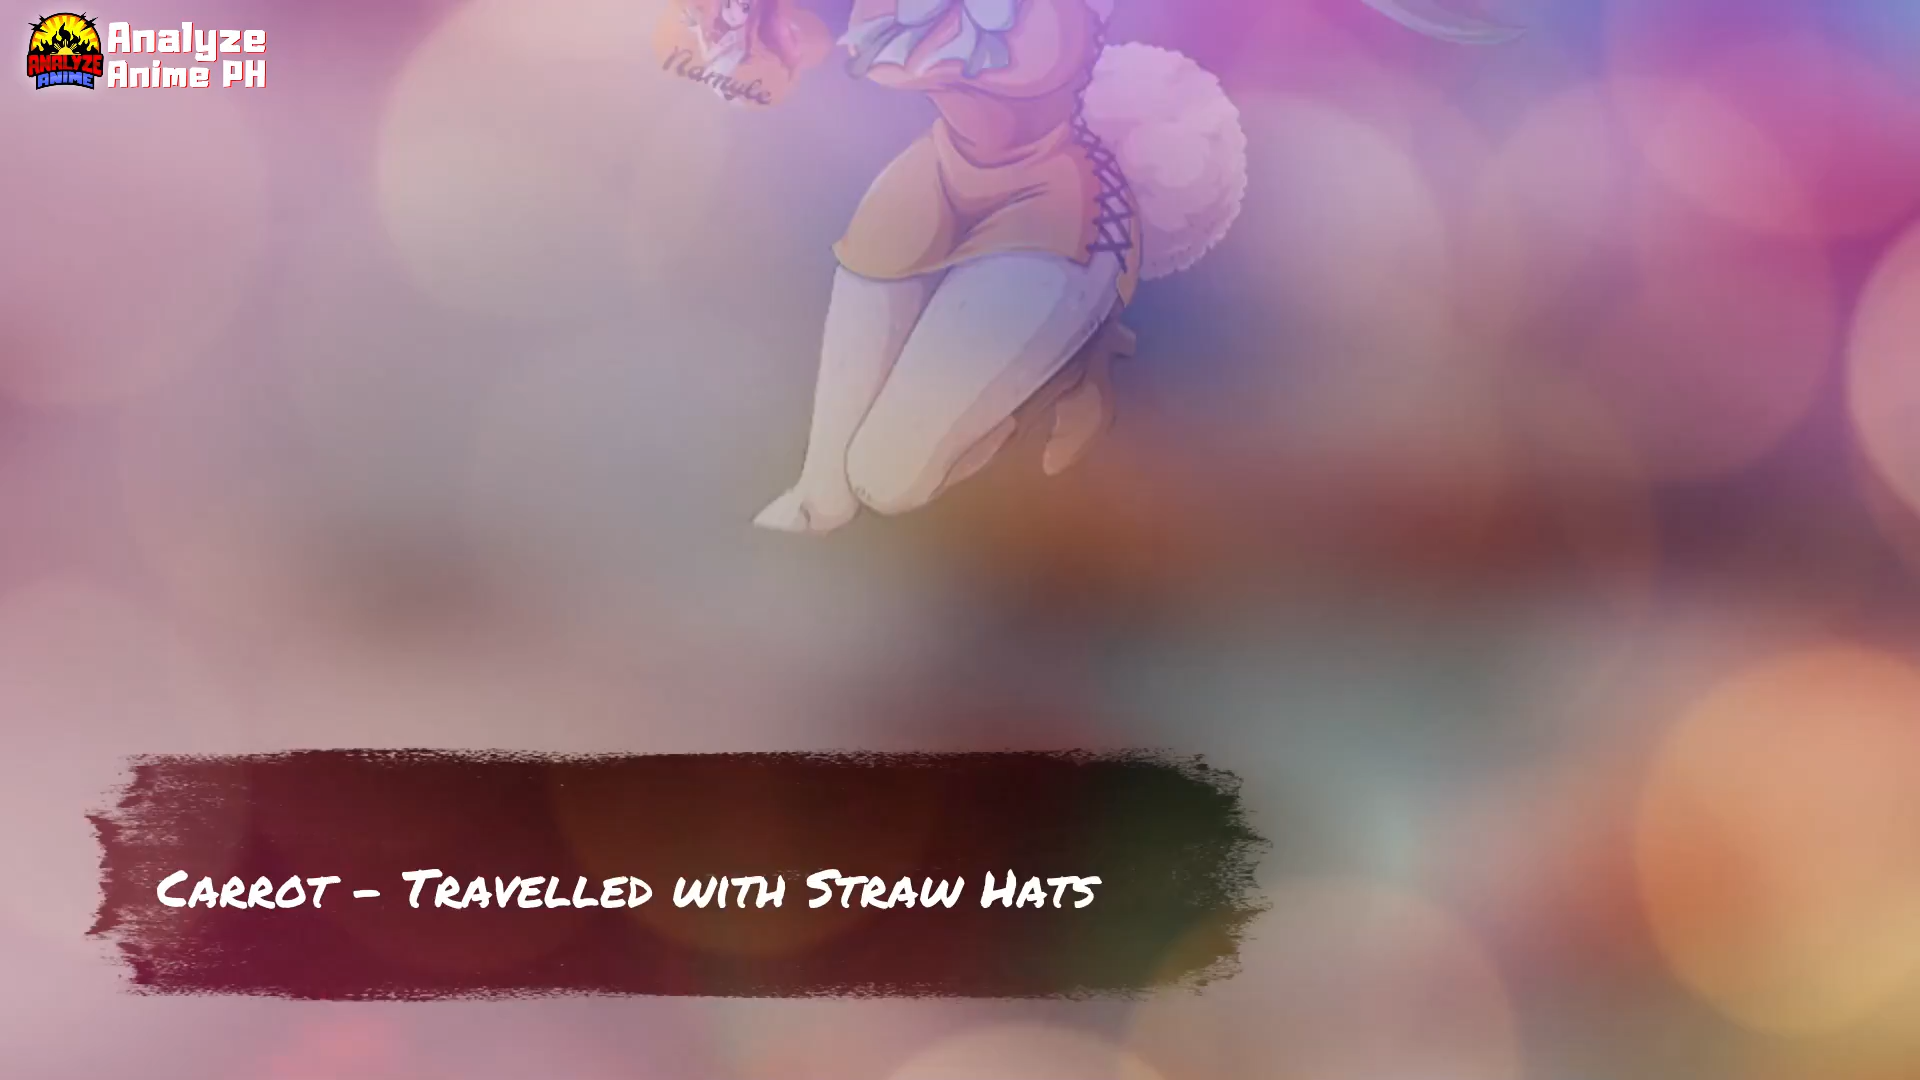 Analyze
Anime PH
ANALYZE
ANIME
Namyle
Carrot - Travelled with Straw Hats